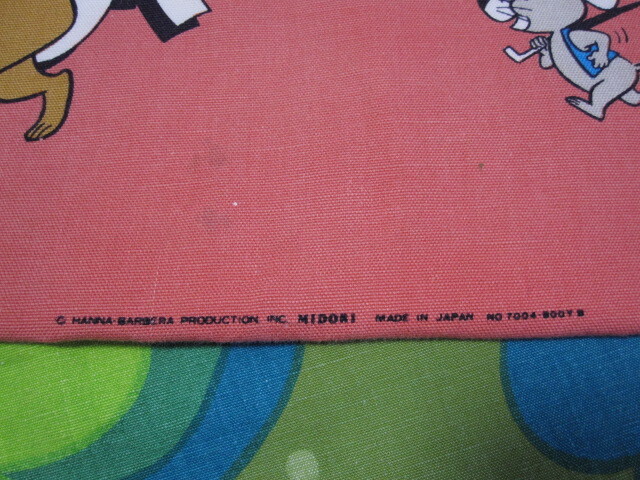 © HANNA-BARBERA PRODUCTION INC. MIDORI MADE IN JAPAN NO 7004-800Y.B